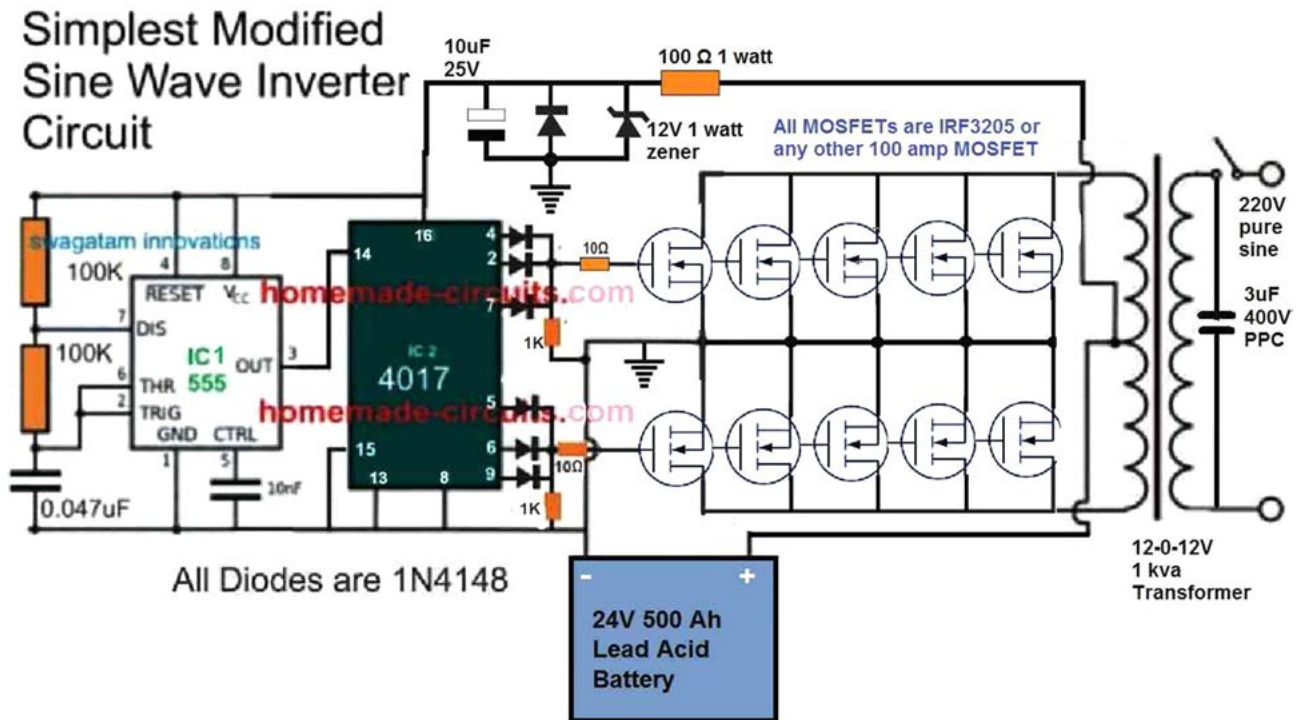 Simplest Modified
Sine Wave Inverter
Circuit
10uF
25V
100 Ω 1 watt
12V 1 watt
zener
All MOSFETs are IRF3205 or
any other 100 amp MOSFET
220V
pure
sine
3uF
400V
PPC
swagatam innovations
100K
100K
0.047uF
4
8
RESET
Vcc
7
DIS
IC1
555
OUT
3
6
THR
2
TRIG
GND
CTRL
1
5
10nF
homemade-circuits.com
homemade-circuits.com
16
14
4
2
7
IC 2
4017
5
6
9
15
13
8
10Ω
1K
10Ω
1K
All Diodes are 1N4148
-
+
24V 500 Ah
Lead Acid
Battery
12-0-12V
1 kva
Transformer